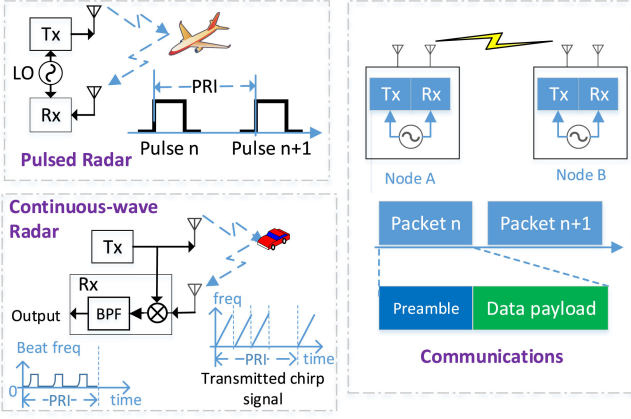 Tx
LO
Rx
PRI
Pulse n
Pulse n+1
Pulsed Radar
Continuous-wave
Radar
Tx
Rx
Output
BPF
freq
PRI
time
Transmitted chirp
signal
Beat freq
0
PRI
time
Tx
Rx
Tx
Rx
Node A
Node B
Packet n
Packet n+1
Preamble
Data payload
Communications